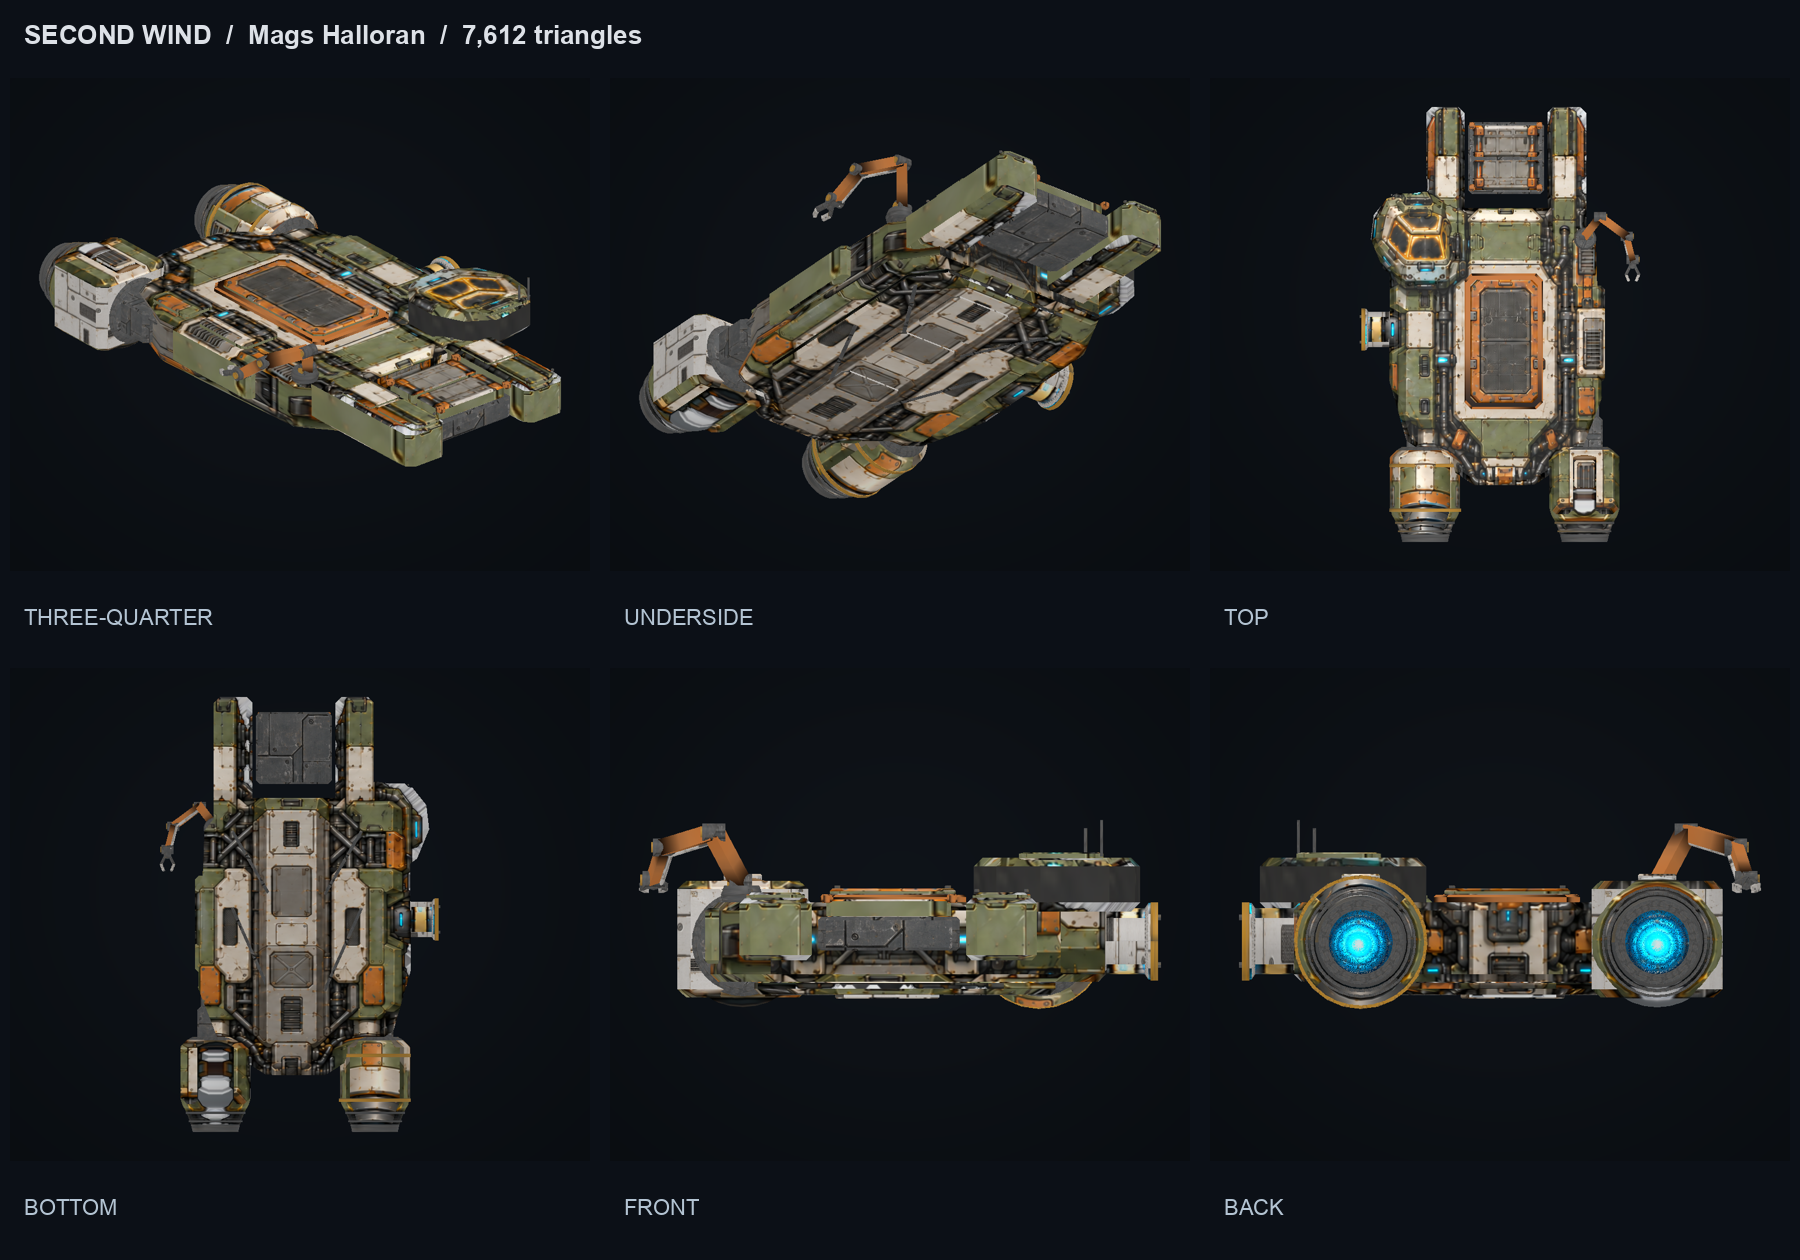 SECOND WIND / Mags Halloran / 7,612 triangles
THREE-QUARTER
UNDERSIDE
TOP
BOTTOM
FRONT
BACK